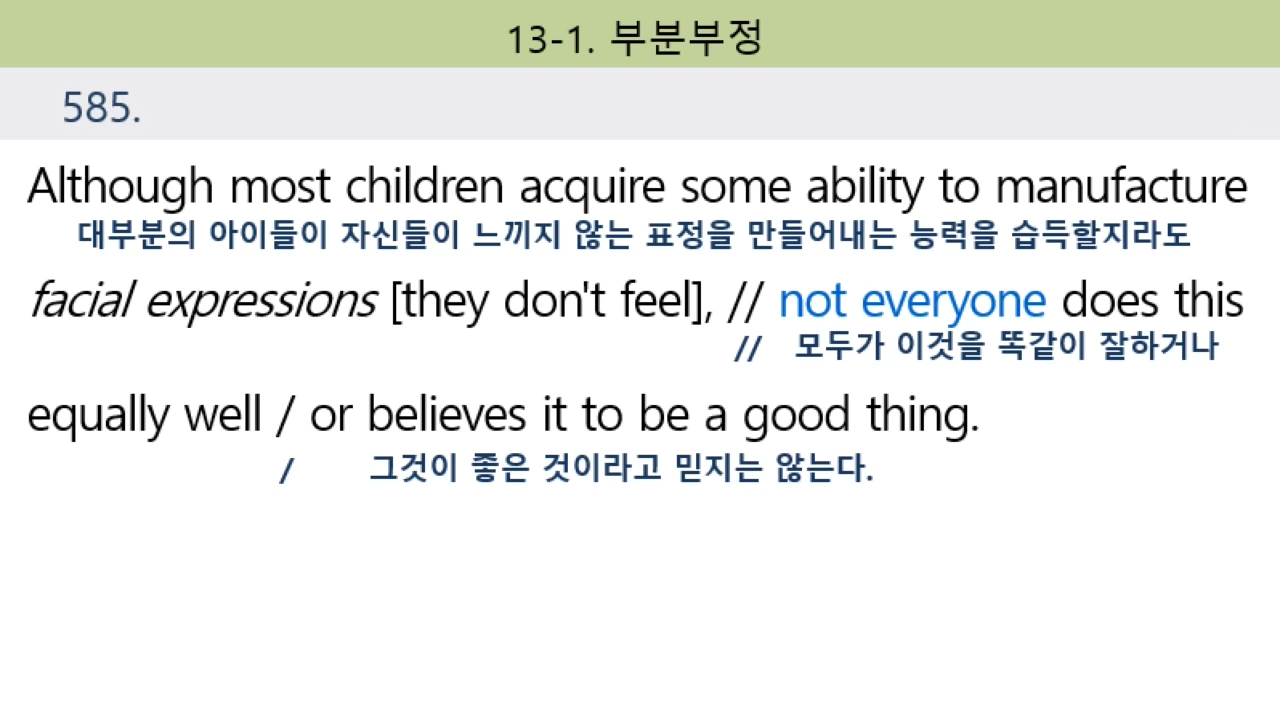 13-1. 부분부정
585.
Although most children acquire some ability to manufacture
대부분의 아이들이 자신들이 느끼지 않는 표정을 만들어내는 능력을 습득할지라도
facial expressions [they don't feel], // not everyone does this
// 모두가 이것을 똑같이 잘하거나
equally well / or believes it to be a good thing.
/ 그것이 좋은 것이라고 믿지는 않는다.